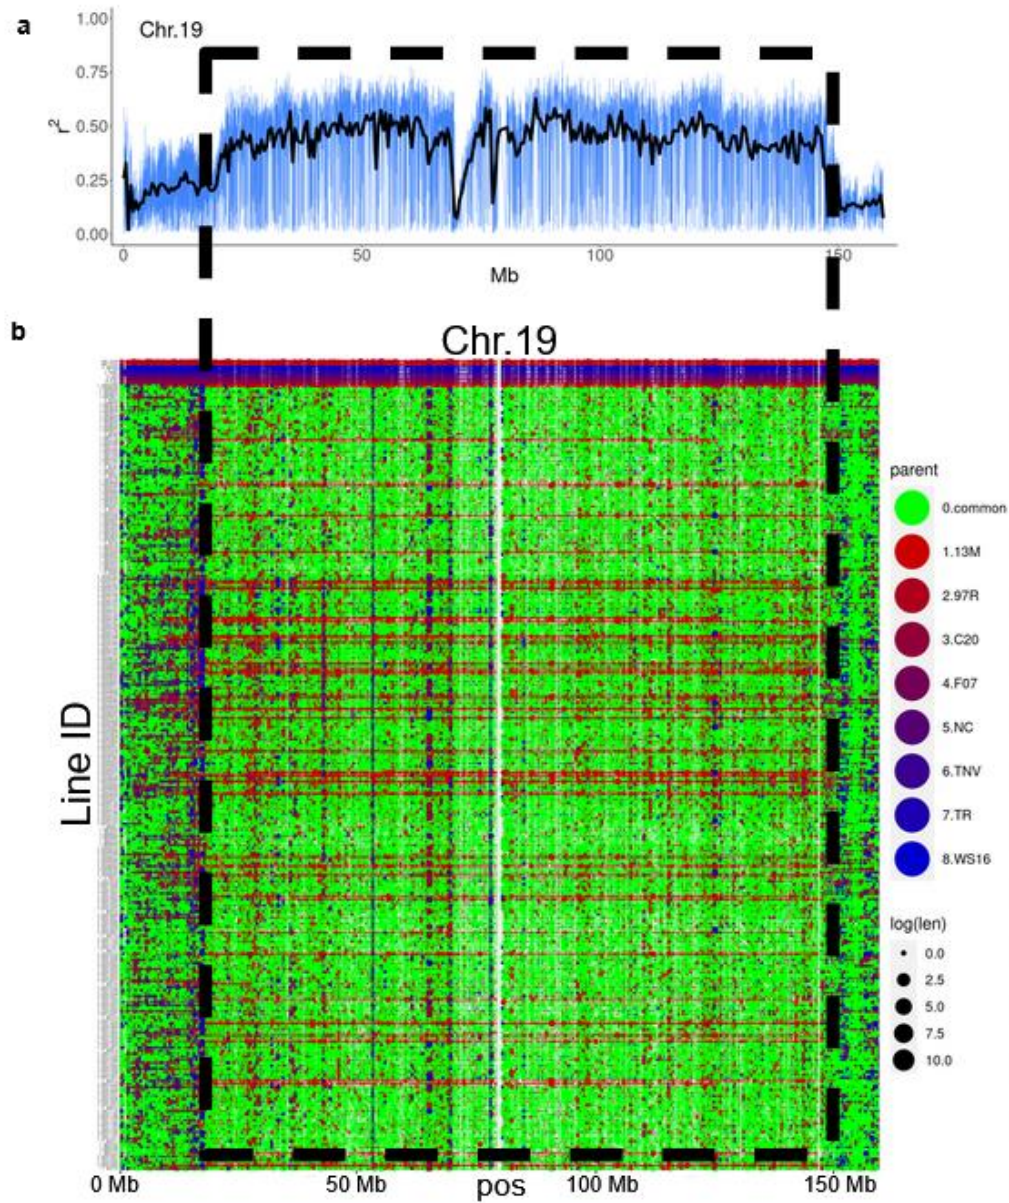 a
Chr.19
1.00
0.75
0.50
0.25
0.00
r²
0
50
100
150
Mb
b
Chr.19
Line ID
0 Mb
50 Mb
100 Mb
150 Mb
pos
parent
0.common
1.13M
2.97R
3.C20
4.F07
5.NC
6.TNV
7.TR
8.WS16
log(len)
0.0
2.5
5.0
7.5
10.0